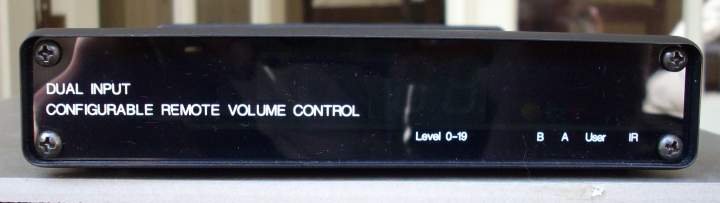 DUAL INPUT
CONFIGURABLE REMOTE VOLUME CONTROL
Level 0-19 B A User IR